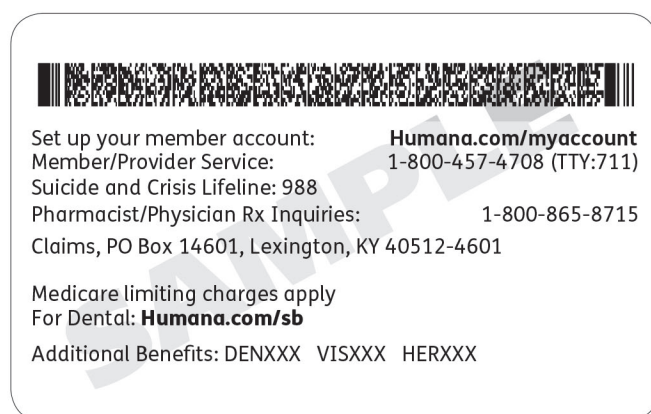 Set up your member account: Humana.com/myaccount
Member/Provider Service: 1-800-457-4708 (TTY:711)
Suicide and Crisis Lifeline: 988
Pharmacist/Physician Rx Inquiries: 1-800-865-8715
Claims, PO Box 14601, Lexington, KY 40512-4601
Medicare limiting charges apply
For Dental: Humana.com/sb
Additional Benefits: DENXXX VISXXX HERXXX
SAMPLE